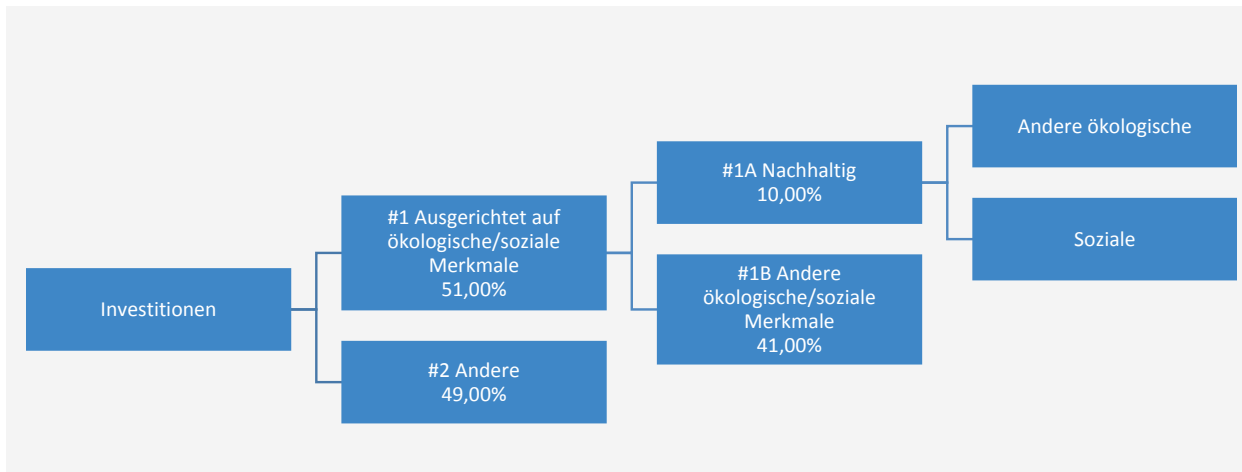 Investitionen
#1 Ausgerichtet auf
ökologische/soziale
Merkmale
51,00%
#2 Andere
49,00%
#1A Nachhaltig
10,00%
#1B Andere
ökologische/soziale
Merkmale
41,00%
Andere ökologische
Soziale